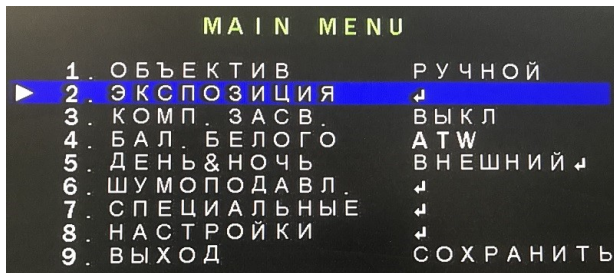 MAIN MENU
1. ОБЪЕКТИВ РУЧНОЙ
2. ЭКСПОЗИЦИЯ ↵
3. КОМП. ЗАСВ. ВЫКЛ
4. БАЛ. БЕЛОГО ATW
5. ДЕНЬ&НОЧЬ ВНЕШНИЙ↵
6. ШУМОПОДАВЛ. ↵
7. СПЕЦИАЛЬНЫЕ ↵
8. НАСТРОЙКИ ↵
9. ВЫХОД СОХРАНИТЬ